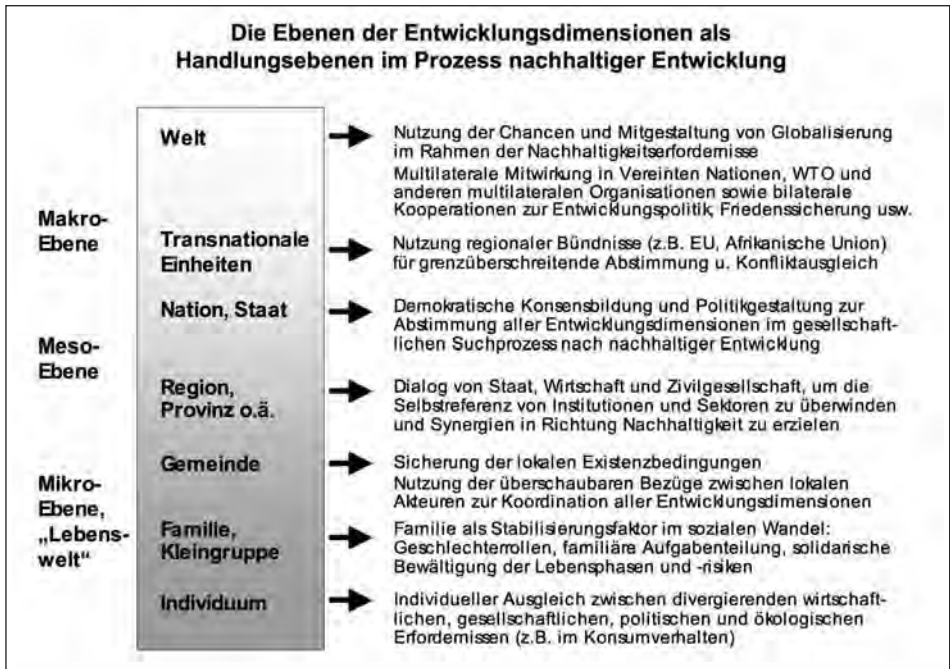 Die Ebenen der Entwicklungsdimensionen als
Handlungsebenen im Prozess nachhaltiger Entwicklung
Makro-
Ebene
Meso-
Ebene
Mikro-
Ebene,
„Lebens-
welt“
Welt
Nutzung der Chancen und Mitgestaltung von Globalisierung
im Rahmen der Nachhaltigkeitserfordernisse
Multilaterale Mitwirkung in Vereinten Nationen, WTO und
anderen multilateralen Organisationen sowie bilaterale
Kooperationen zur Entwicklungspolitik, Friedenssicherung usw.
Transnationale
Einheiten
Nutzung regionaler Bündnisse (z.B. EU, Afrikanische Union)
für grenzüberschreitende Abstimmung u. Konfliktausgleich
Nation, Staat
Demokratische Konsensbildung und Politikgestaltung zur
Abstimmung aller Entwicklungsdimensionen im gesellschaft-
lichen Suchprozess nach nachhaltiger Entwicklung
Region,
Provinz o.ä.
Dialog von Staat, Wirtschaft und Zivilgesellschaft, um die
Selbstreferenz von Institutionen und Sektoren zu überwinden
und Synergien in Richtung Nachhaltigkeit zu erzielen
Gemeinde
Sicherung der lokalen Existenzbedingungen
Nutzung der überschaubaren Bezüge zwischen lokalen
Akteuren zur Koordination aller Entwicklungsdimensionen
Familie,
Kleingruppe
Familie als Stabilisierungsfaktor im sozialen Wandel:
Geschlechterrollen, familiäre Aufgabenteilung, solidarische
Bewältigung der Lebensphasen und -risiken
Individuum
Individueller Ausgleich zwischen divergierenden wirtschaft-
lichen, gesellschaftlichen, politischen und ökologischen
Erfordernissen (z.B. im Konsumverhalten)